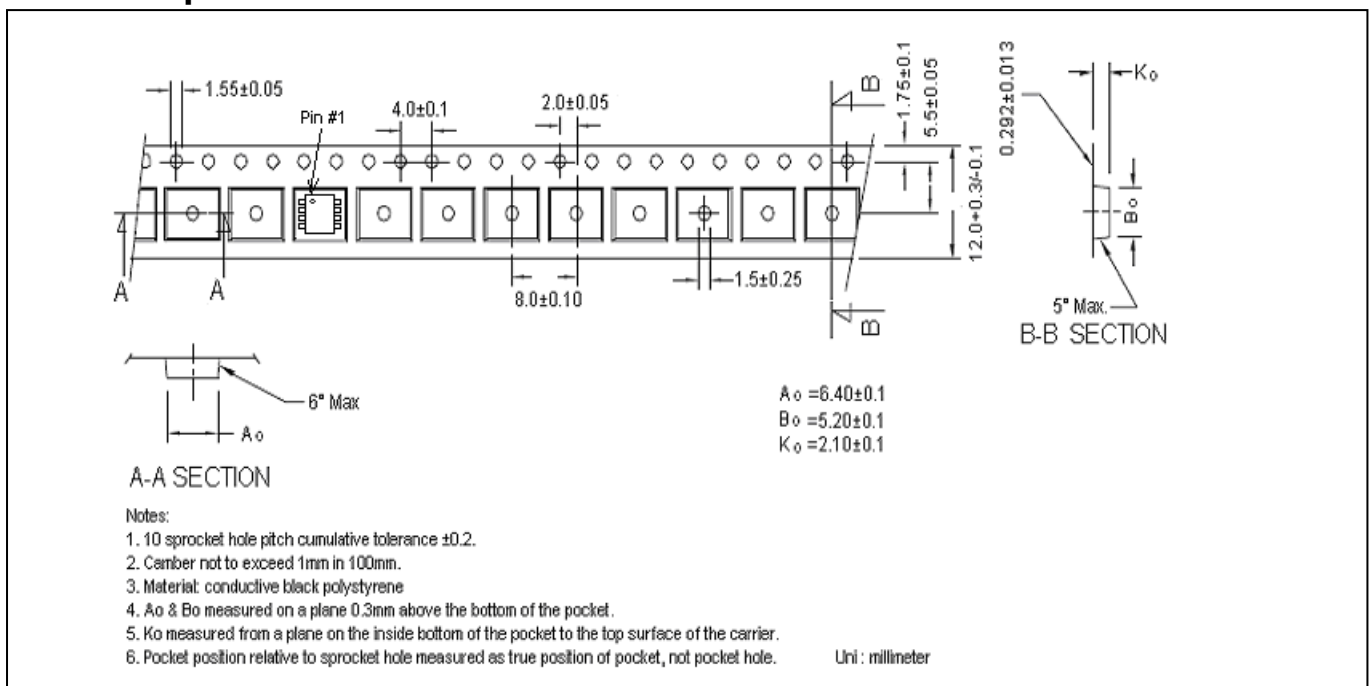 1.55±0.05
Pin #1
4.0±0.1
2.0±0.05
B
1.75±0.1
5.5±0.05
12.0+0.3/-0.1
0.292±0.013
Ko
Bo
5° Max.
B-B SECTION
A
A
8.0±0.10
1.5±0.25
B
6° Max
Ao
A-A SECTION
Ao =6.40±0.1
Bo =5.20±0.1
Ko =2.10±0.1
Notes:
1. 10 sprocket hole pitch cumulative tolerance ±0.2.
2. Camber not to exceed 1mm in 100mm.
3. Material: conductive black polystyrene
4. Ao & Bo measured on a plane 0.3mm above the bottom of the pocket.
5. Ko measured from a plane on the inside bottom of the pocket to the top surface of the carrier.
6. Pocket position relative to sprocket hole measured as true position of pocket, not pocket hole. Uni : millimeter